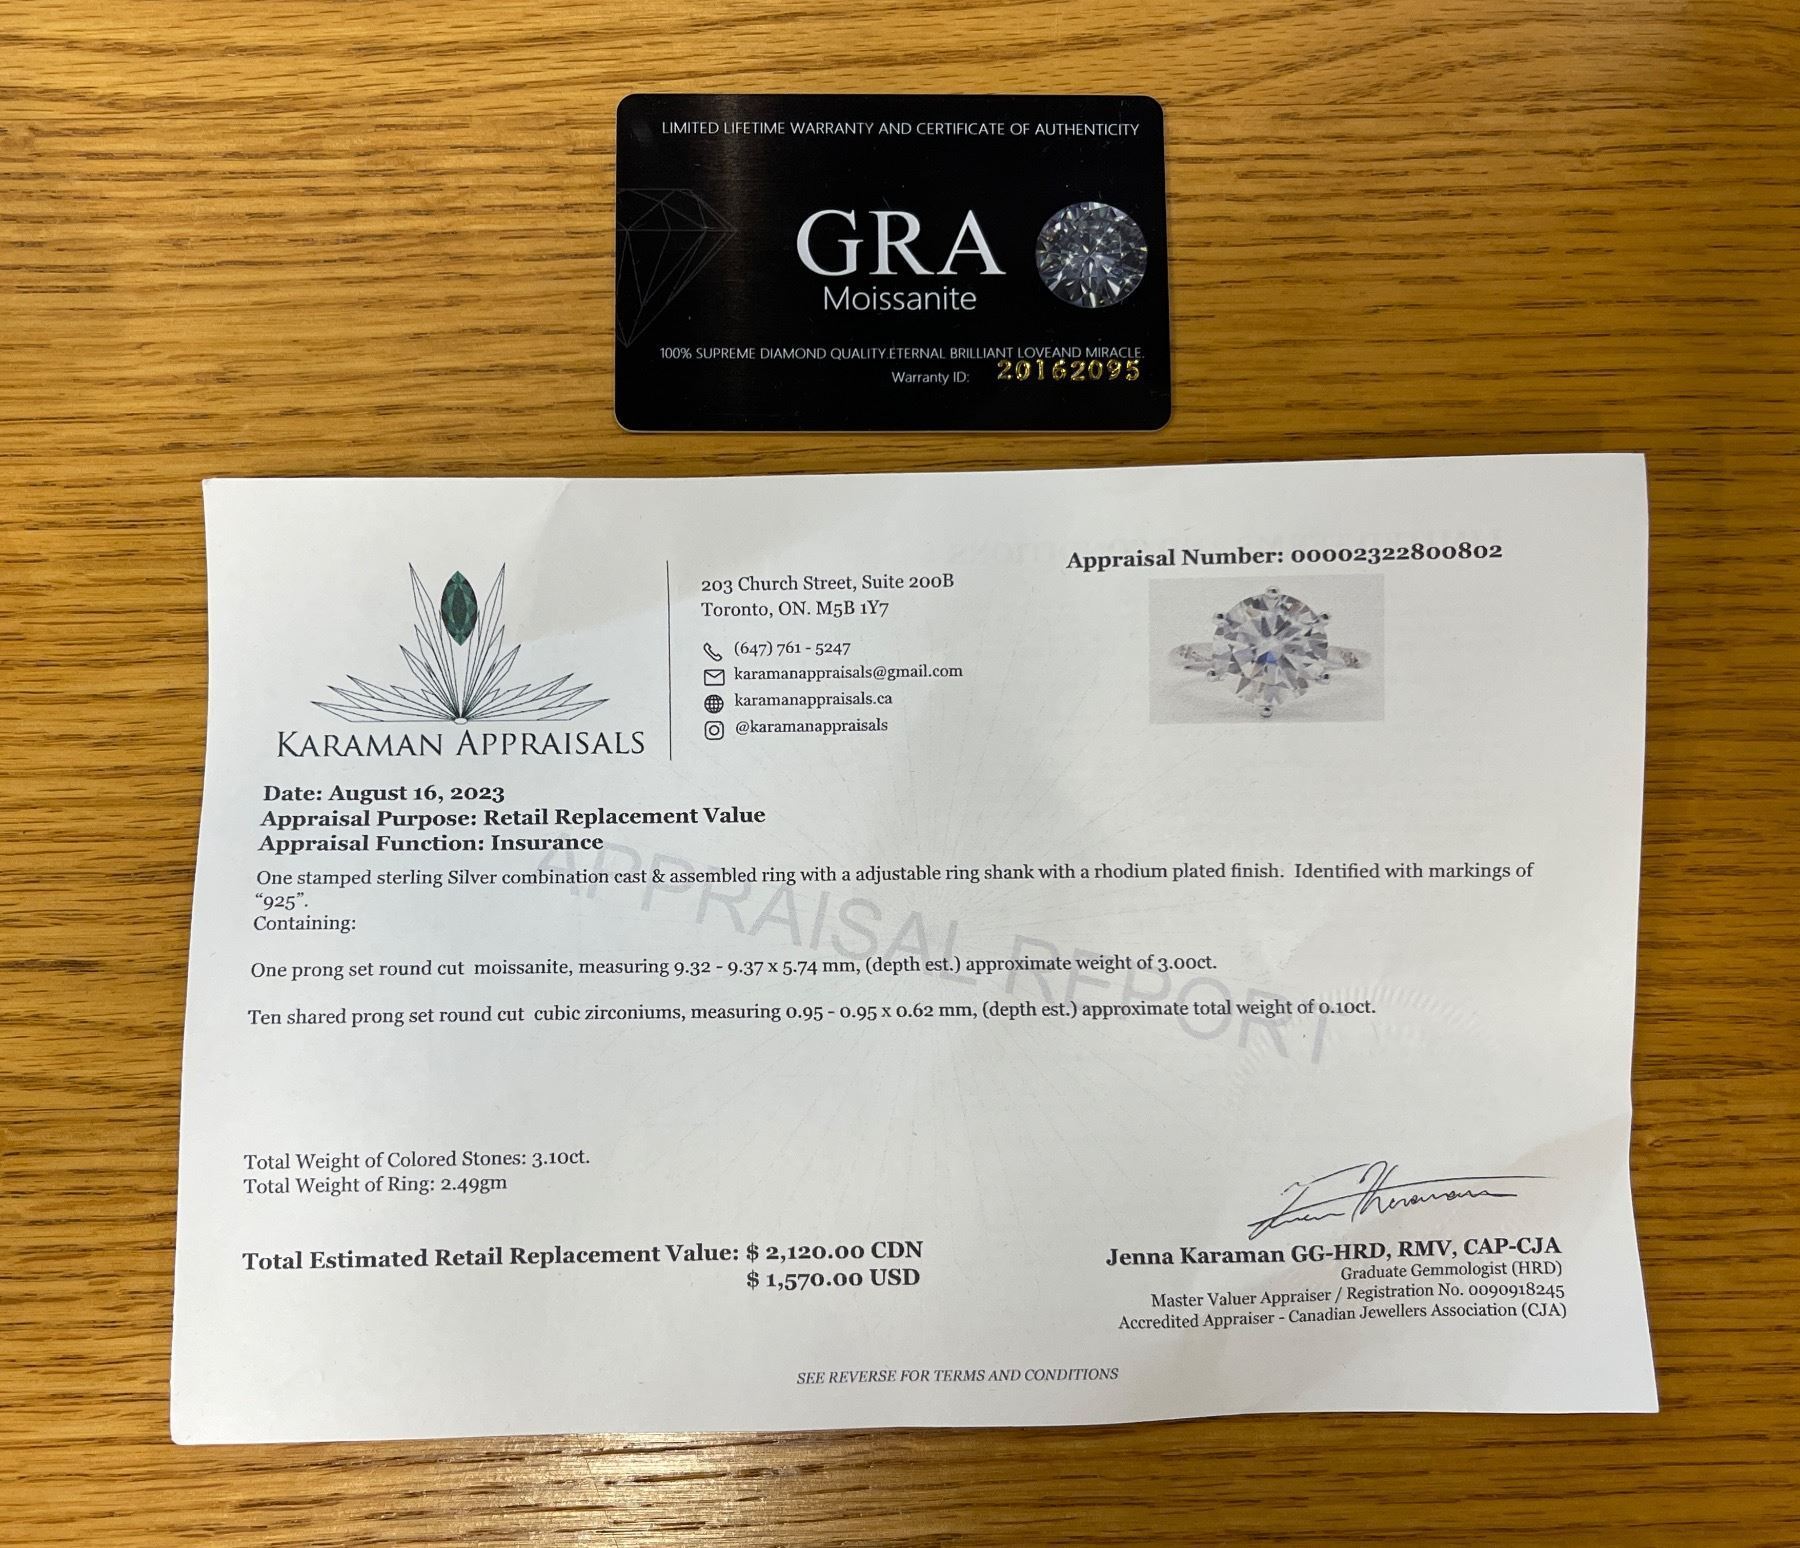 LIMITED LIFETIME WARRANTY AND CERTIFICATE OF AUTHENTICITY
GRA
Moissanite
100% SUPREME DIAMOND QUALITY ETERNAL BRILLIANT LOVEAND MIRACLE.
Warranty ID: 20162095
Appraisal Number: 00002322800802
203 Church Street, Suite 200B
Toronto, ON. M5B 1Y7
(647) 761 - 5247
karamanappraisals@gmail.com
karamanappraisals.ca
@karamanappraisals
KARAMAN APPRAISALS
Date: August 16, 2023
Appraisal Purpose: Retail Replacement Value
Appraisal Function: Insurance
APPRAISAL REPORT
One stamped sterling Silver combination cast & assembled ring with a adjustable ring shank with a rhodium plated finish. Identified with markings of
"925".
Containing:
One prong set round cut moissanite, measuring 9.32 - 9.37 x 5.74 mm, (depth est.) approximate weight of 3.00ct.
Ten shared prong set round cut cubic zirconiums, measuring 0.95 - 0.95 x 0.62 mm, (depth est.) approximate total weight of 0.10ct.
Total Weight of Colored Stones: 3.10ct.
Total Weight of Ring: 2.49gm
Total Estimated Retail Replacement Value: $ 2,120.00 CDN
$ 1,570.00 USD
Jenna Karaman GG-HRD, RMV, CAP-CJA
Graduate Gemmologist (HRD)
Master Valuer Appraiser / Registration No. 0090918245
Accredited Appraiser - Canadian Jewellers Association (CJA)
SEE REVERSE FOR TERMS AND CONDITIONS